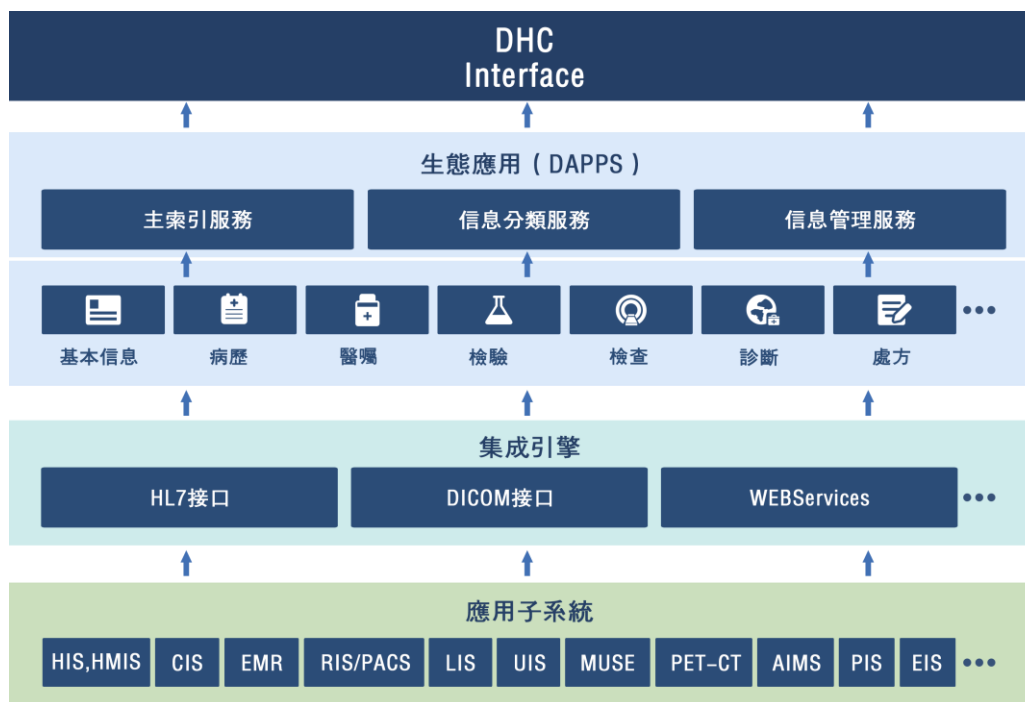 DHC
Interface
生態應用（DAPPS）
主索引服務 信息分類服務 信息管理服務
基本信息 病歷 醫囑 檢驗 檢查 診斷 處方
集成引擎
HL7接口 DICOM接口 WEBServices
應用子系統
HIS,HMIS CIS EMR RIS/PACS LIS UIS MUSE PET-CT AIMS PIS EIS